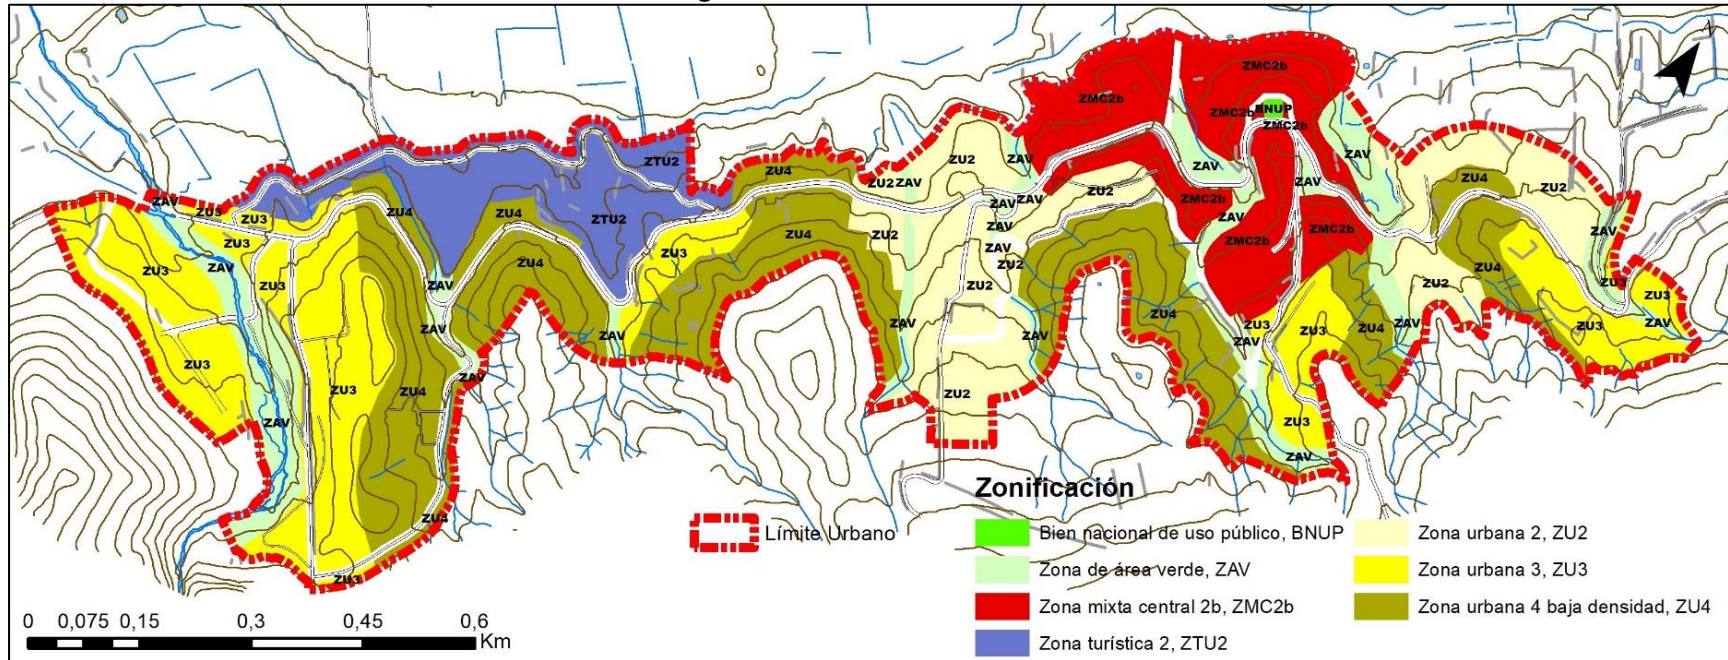 N
ZMC2b
ZMC2b
BNUP
ZMC2b
ZMC2b
ZTU2
ZU4
ZU2
ZAV
ZAV
ZAV
ZU2
ZAV
ZAV
ZU4
ZU2
ZAV
ZU3
ZU3
ZU4
ZU4
ZTU2
ZU2
ZAV
ZMC2b
ZAV
ZAV
ZU3
ZAV
ZU3
ZU4
ZU2
ZAV
ZMC2b
ZMC2b
ZAV
ZU3
ZU3
ZAV
ZU4
ZU3
ZU2
ZU4
ZU2
ZU3
ZU3
ZAV
ZAV
ZAV
ZAV
ZU4
ZU3
ZU3
ZU4
ZAV
ZU3
ZAV
ZU3
ZU3
ZU4
ZAV
ZAV
ZU2
ZU3
ZAV
ZAV
ZU4
ZU3
Zonificación
Límite Urbano
Bien nacional de uso público, BNUP
Zona de área verde, ZAV
Zona mixta central 2b, ZMC2b
Zona turística 2, ZTU2
Zona urbana 2, ZU2
Zona urbana 3, ZU3
Zona urbana 4 baja densidad, ZU4
0 0,075 0,15 0,3 0,45 0,6
Km